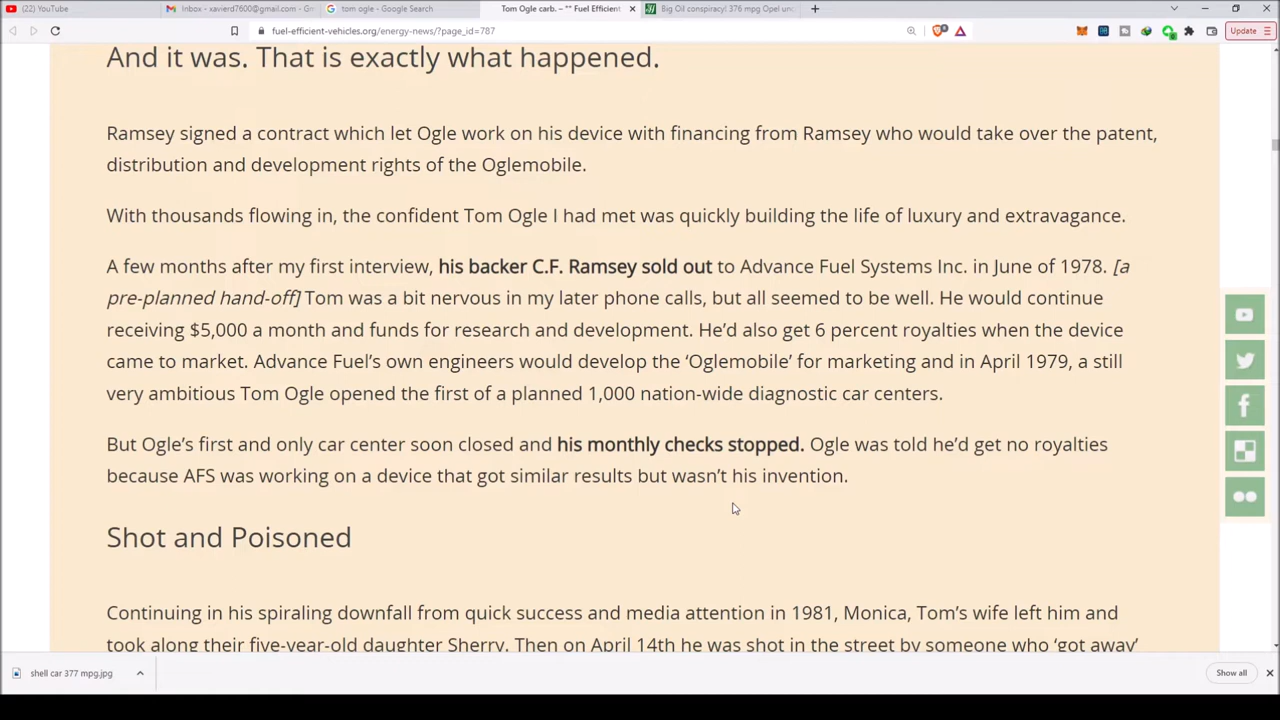 (22) YouTube
Inbox - xavierd7600@gmail.com - Gm
tom ogle - Google Search
Tom Ogle carb. – "" Fuel Efficient
Big Oil conspiracy! 376 mpg Opel unc
fuel-efficient-vehicles.org/energy-news/?page_id=787
Update
And it was. That is exactly what happened.
Ramsey signed a contract which let Ogle work on his device with financing from Ramsey who would take over the patent,
distribution and development rights of the Oglemobile.
With thousands flowing in, the confident Tom Ogle I had met was quickly building the life of luxury and extravagance.
A few months after my first interview, his backer C.F. Ramsey sold out to Advance Fuel Systems Inc. in June of 1978. [a
pre-planned hand-off] Tom was a bit nervous in my later phone calls, but all seemed to be well. He would continue
receiving $5,000 a month and funds for research and development. He’d also get 6 percent royalties when the device
came to market. Advance Fuel’s own engineers would develop the ‘Oglemobile’ for marketing and in April 1979, a still
very ambitious Tom Ogle opened the first of a planned 1,000 nation-wide diagnostic car centers.
But Ogle’s first and only car center soon closed and his monthly checks stopped. Ogle was told he’d get no royalties
because AFS was working on a device that got similar results but wasn’t his invention.
Shot and Poisoned
Continuing in his spiraling downfall from quick success and media attention in 1981, Monica, Tom’s wife left him and
took along their five-year-old daughter Sherry. Then on April 14th he was shot in the street by someone who ‘got away’
shell car 377 mpg.jpg
Show all